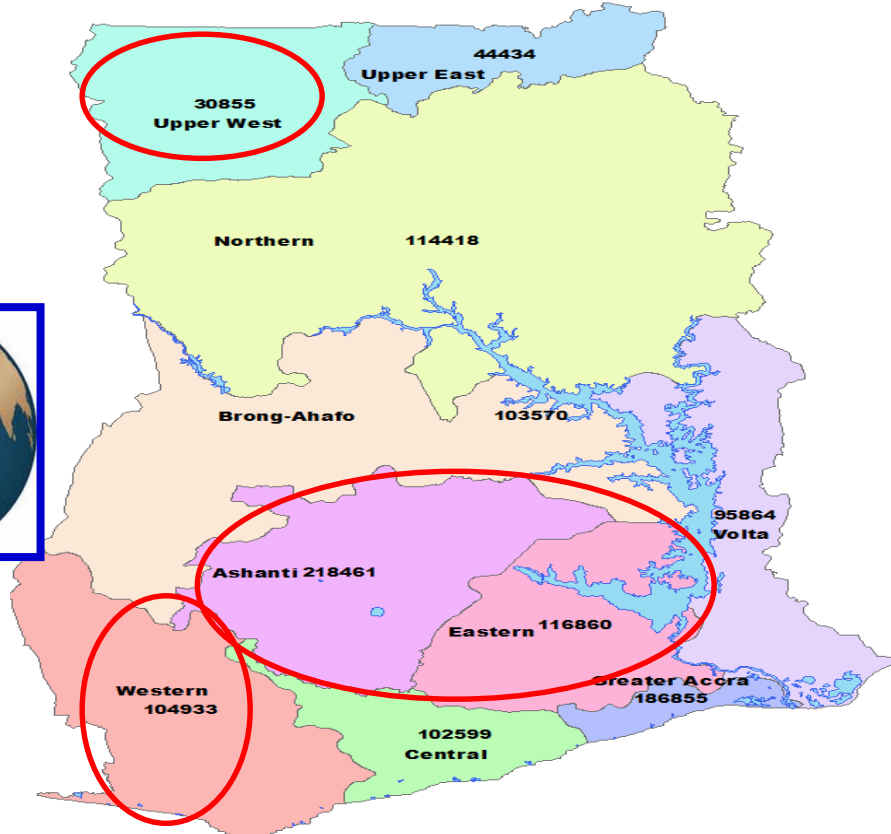 44434
Upper East
30855
Upper West
Northern 114418
Brong-Ahafo 103570
95864
Volta
Ashanti 218461
Eastern 116860
Greater Accra
186855
Western
104933
102599
Central